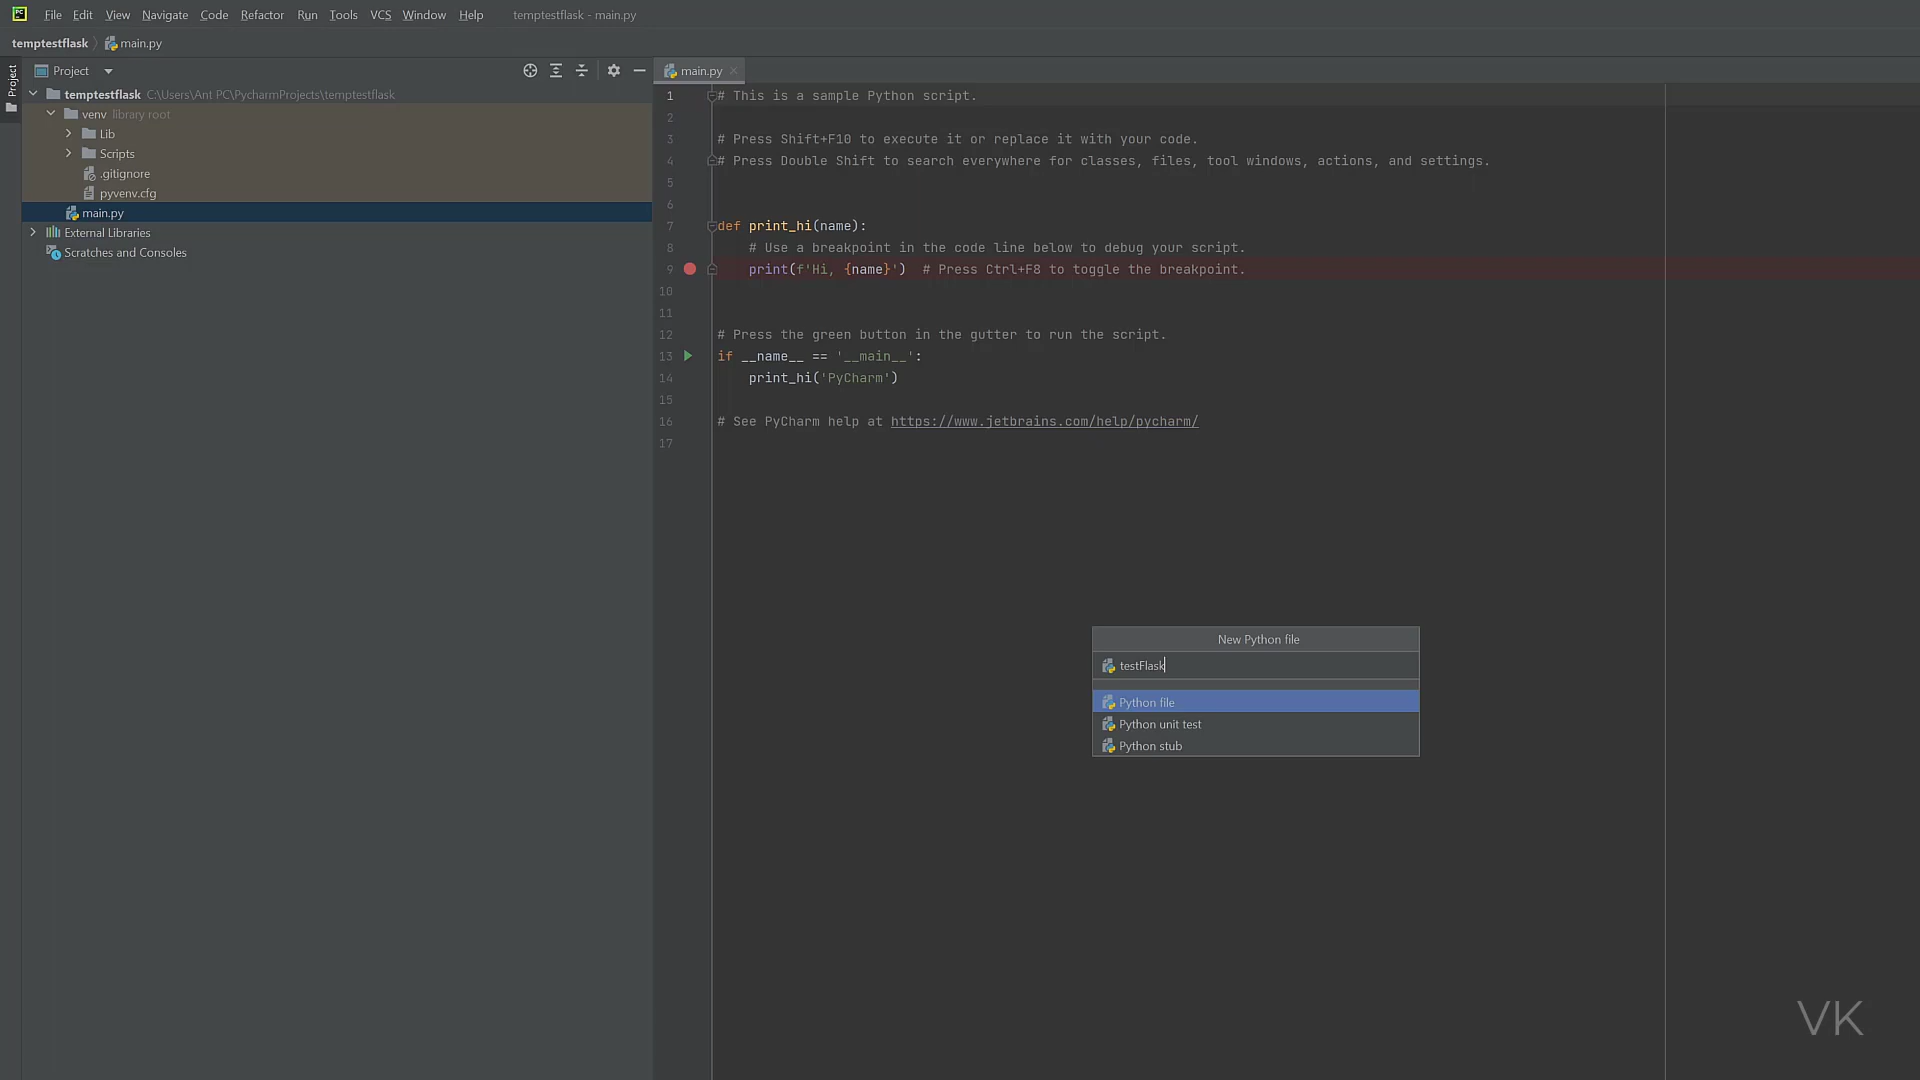 PC File Edit View Navigate Code Refactor Run Tools VCS Window Help temptestflask - main.py
temptestflask main.py
Project
Project
main.py
temptestflask C:\Users\Ant PC\PycharmProjects\temptestflask
venv library root
Lib
Scripts
.gitignore
pyvenv.cfg
main.py
External Libraries
Scratches and Consoles
1 # This is a sample Python script.
2
3 # Press Shift+F10 to execute it or replace it with your code.
4 # Press Double Shift to search everywhere for classes, files, tool windows, actions, and settings.
5
6
7 def print_hi(name):
8 # Use a breakpoint in the code line below to debug your script.
9 print(f'Hi, {name}') # Press Ctrl+F8 to toggle the breakpoint.
10
11
12 # Press the green button in the gutter to run the script.
13 if __name__ == '__main__':
14 print_hi('PyCharm')
15
16 # See PyCharm help at https://www.jetbrains.com/help/pycharm/
17
New Python file
testFlask
Python file
Python unit test
Python stub
VK